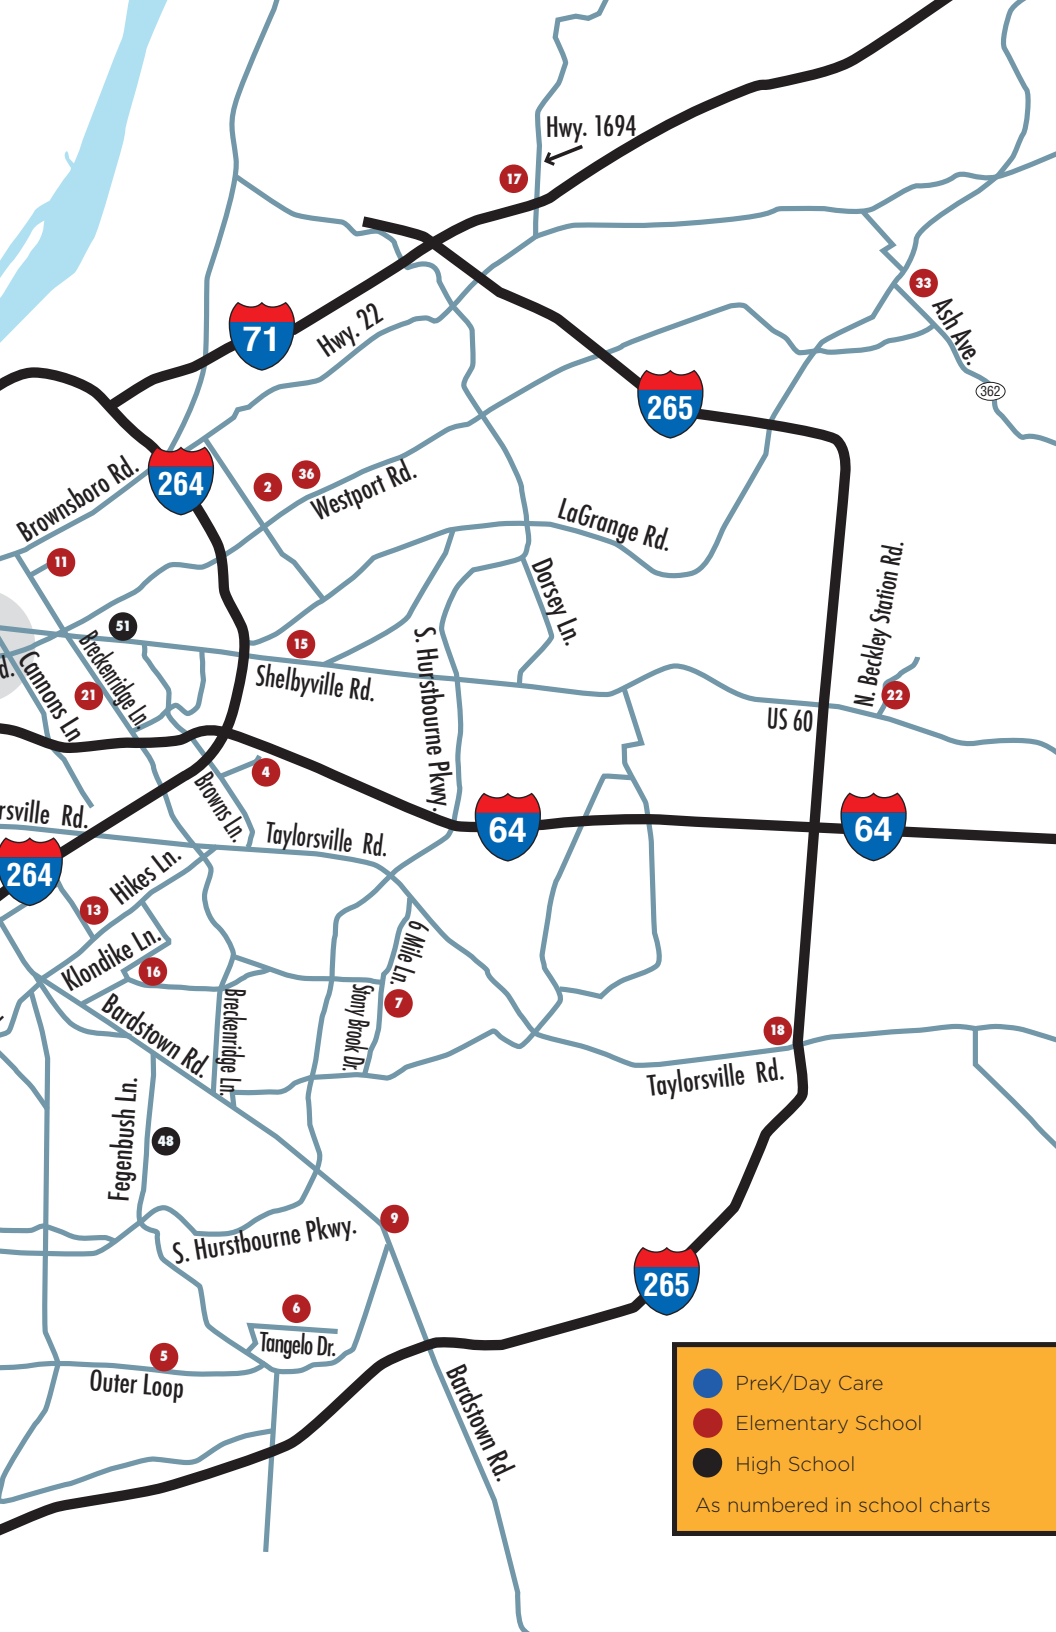 Hwy. 1694
17
33
Ash Ave.
362
71
Hwy. 22
265
264
Brownsboro Rd.
2
36
Westport Rd.
LaGrange Rd.
11
Dorsey Ln.
N. Beckley Station Rd.
51
15
Breckenridge Ln.
S. Hurstbourne Pkwy.
d.
Cannons Ln
21
Shelbyville Rd.
22
US 60
4
Browns Ln.
rsville Rd.
Taylorsville Rd.
64
64
264
Hikes Ln.
13
6 Mile Ln.
Klondike Ln.
16
7
Stony Brook Dr.
Breckenridge Ln.
Bardstown Rd.
18
Taylorsville Rd.
Fegenbush Ln.
48
9
S. Hurstbourne Pkwy.
265
6
Tangelo Dr.
5
Outer Loop
Bardstown Rd.
PreK/Day Care
Elementary School
High School
As numbered in school charts